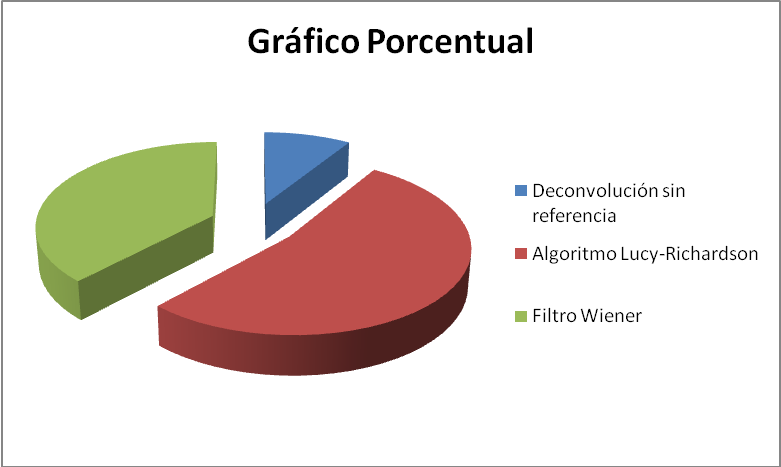 Gráfico Porcentual
Deconvolución sin
referencia
Algoritmo Lucy-Richardson
Filtro Wiener